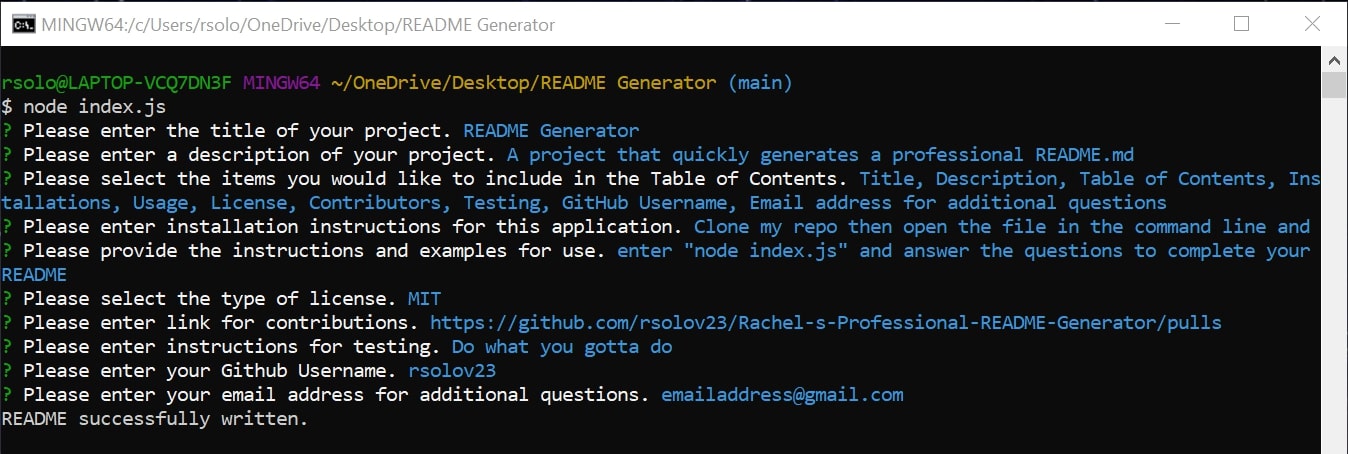 MINGW64:/c/Users/rsolo/OneDrive/Desktop/README Generator
rsolo@LAPTOP-VCQ7DN3F MINGW64 ~/OneDrive/Desktop/README Generator (main)
$ node index.js
? Please enter the title of your project. README Generator
? Please enter a description of your project. A project that quickly generates a professional README.md
? Please select the items you would like to include in the Table of Contents. Title, Description, Table of Contents, Ins
tallations, Usage, License, Contributors, Testing, GitHub Username, Email address for additional questions
? Please enter installation instructions for this application. Clone my repo then open the file in the command line and
? Please provide the instructions and examples for use. enter "node index.js" and answer the questions to complete your
README
? Please select the type of license. MIT
? Please enter link for contributions. https://github.com/rsolov23/Rachel-s-Professional-README-Generator/pulls
? Please enter instructions for testing. Do what you gotta do
? Please enter your Github Username. rsolov23
? Please enter your email address for additional questions. emailaddress@gmail.com
README successfully written.